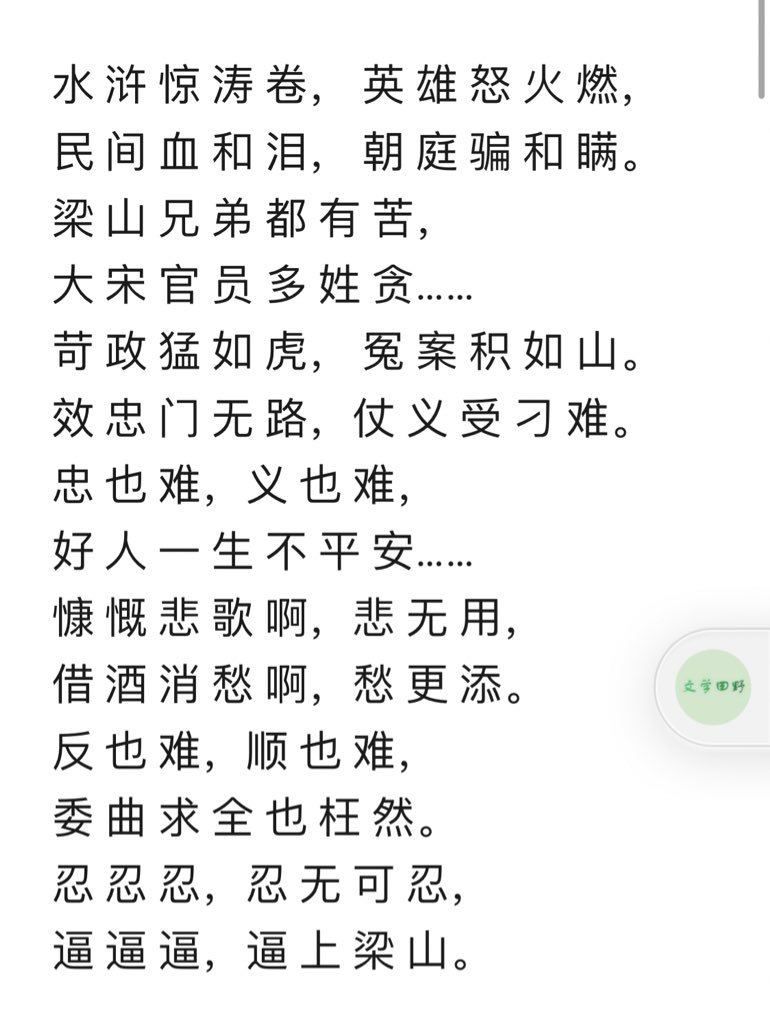 水浒惊涛卷，英雄怒火燃，
民间血和泪，朝庭骗和瞒。
梁山兄弟都有苦，
大宋官员多姓贪……
苛政猛如虎，冤案积如山。
效忠门无路，仗义受刁难。
忠也难，义也难，
好人一生不平安……
慷慨悲歌啊，悲无用，
借酒消愁啊，愁更添。
文学田野
反也难，顺也难，
委曲求全也枉然。
忍忍忍，忍无可忍，
逼逼逼，逼上梁山。